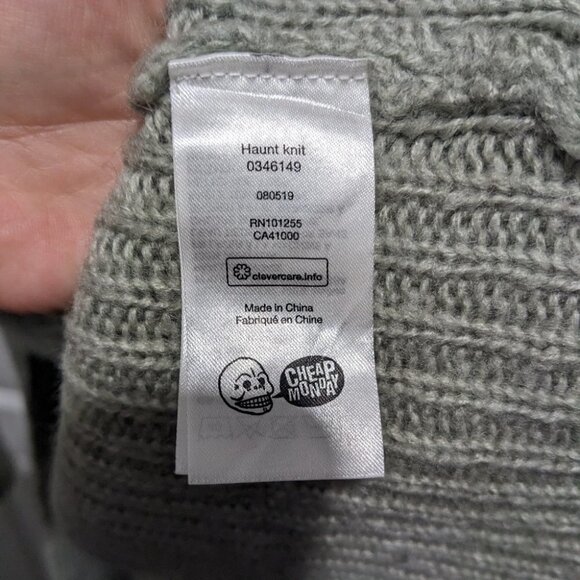 Haunt knit
0346149
080519
RN101255
CA41000
clevercare.info
Made in China
Fabriqué en Chine
CHEAP
MONDAY